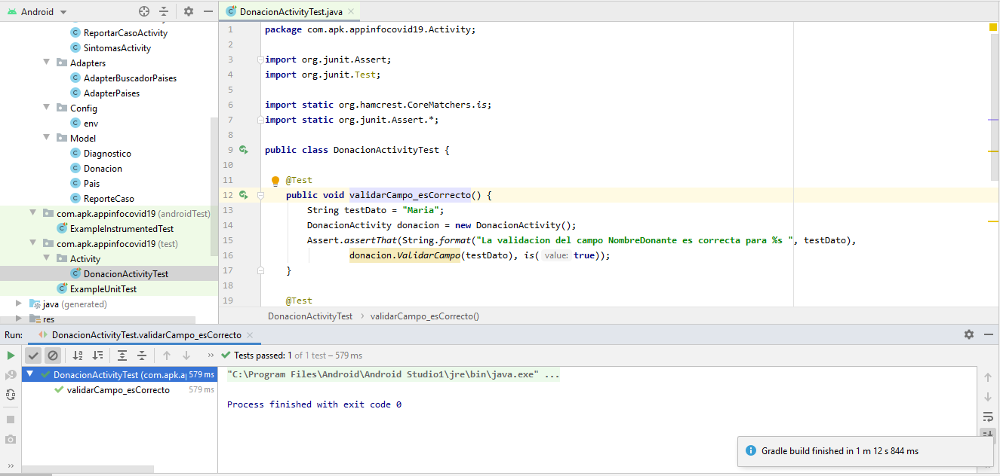 Android
ReportarCasoActivity
SintomasActivity
Adapters
AdapterBuscadorPaises
AdapterPaises
Config
env
Model
Diagnostico
Donacion
Pais
ReporteCaso
com.apk.appinfocovid19 (androidTest)
ExampleInstrumentedTest
com.apk.appinfocovid19 (test)
Activity
DonacionActivityTest
ExampleUnitTest
java (generated)
res
DonacionActivityTest.java
1 package com.apk.appinfocovid19.Activity;
2
3 import org.junit.Assert;
4 import org.junit.Test;
5
6 import static org.hamcrest.CoreMatchers.is;
7 import static org.junit.Assert.*;
8
9 public class DonacionActivityTest {
10
11 @Test
12 public void validarCampo_esCorrecto() {
13 String testDato = "Maria";
14 DonacionActivity donacion = new DonacionActivity();
15 Assert.assertThat(String.format("La validacion del campo NombreDonante es correcta para %s ", testDato),
16 donacion.ValidarCampo(testDato), is( value: true));
17 }
18
19 @Test
DonacionActivityTest › validarCampo_esCorrecto()
Run: DonacionActivityTest.validarCampo_esCorrecto
Tests passed: 1 of 1 test – 579 ms
DonacionActivityTest (com.apk.a 579 ms
validarCampo_esCorrecto 579 ms
"C:\Program Files\Android\Android Studio1\jre\bin\java.exe" ...
Process finished with exit code 0
Gradle build finished in 1 m 12 s 844 ms